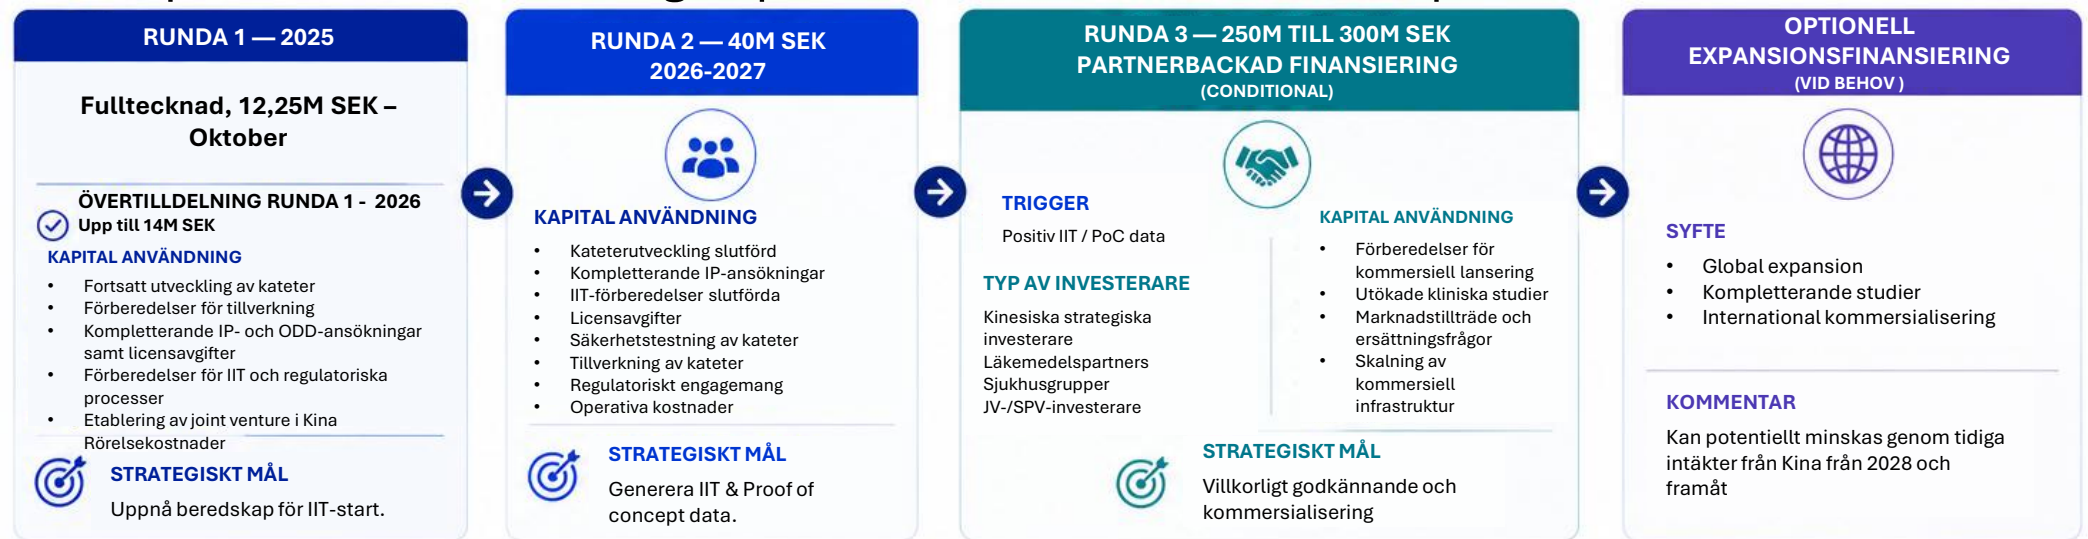 RUNDA 1 — 2025
Fulltecknad, 12,25M SEK –
Oktober
ÖVERTILLDELNING RUNDA 1 - 2026
Upp till 14M SEK
KAPITAL ANVÄNDNING
• Fortsatt utveckling av kateter
• Förberedelser för tillverkning
• Kompletterande IP- och ODD-ansökningar
samt licensavgifter
• Förberedelser för IIT och regulatoriska
processer
• Etablering av joint venture i Kina
Rörelsekostnader
STRATEGISKT MÅL
Uppnå beredskap för IIT-start.
RUNDA 2 — 40M SEK
2026-2027
KAPITAL ANVÄNDNING
• Kateterutveckling slutförd
• Kompletterande IP-ansökningar
• IIT-förberedelser slutförda
• Licensavgifter
• Säkerhetstestning av kateter
• Tillverkning av kateter
• Regulatoriskt engagemang
• Operativa kostnader
STRATEGISKT MÅL
Generera IIT & Proof of
concept data.
RUNDA 3 — 250M TILL 300M SEK
PARTNERBACKAD FINANSIERING
(CONDITIONAL)
TRIGGER
Positiv IIT / PoC data
TYP AV INVESTERARE
Kinesiska strategiska
investerare
Läkemedelspartners
Sjukhusgrupper
JV-/SPV-investerare
KAPITAL ANVÄNDNING
• Förberedelser för
kommersiell lansering
• Utökade kliniska studier
• Marknadstillträde och
ersättningsfrågor
• Skalning av
kommersiell
infrastruktur
STRATEGISKT MÅL
Villkorligt godkännande och
kommersialisering
OPTIONELL
EXPANSIONSFINANSIERING
(VID BEHOV )
SYFTE
• Global expansion
• Kompletterande studier
• International kommersialisering
KOMMENTAR
Kan potentiellt minskas genom tidiga
intäkter från Kina från 2028 och
framåt